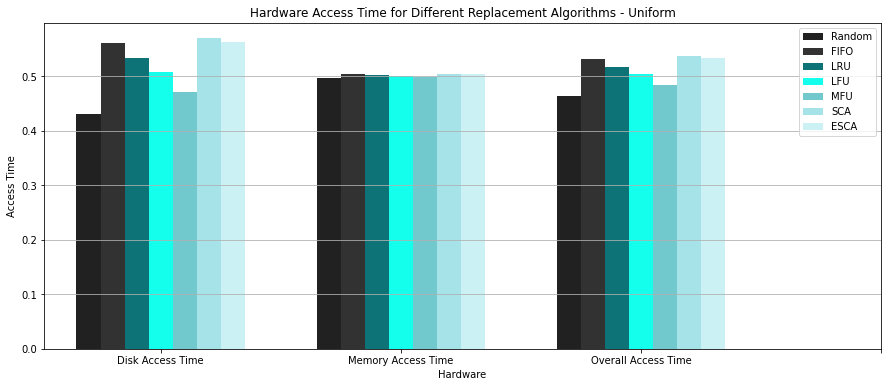 Hardware Access Time for Different Replacement Algorithms - Uniform
Random
FIFO
LRU
LFU
MFU
SCA
ESCA
Access Time
0.5
0.4
0.3
0.2
0.1
0.0
Disk Access Time
Memory Access Time
Overall Access Time
Hardware